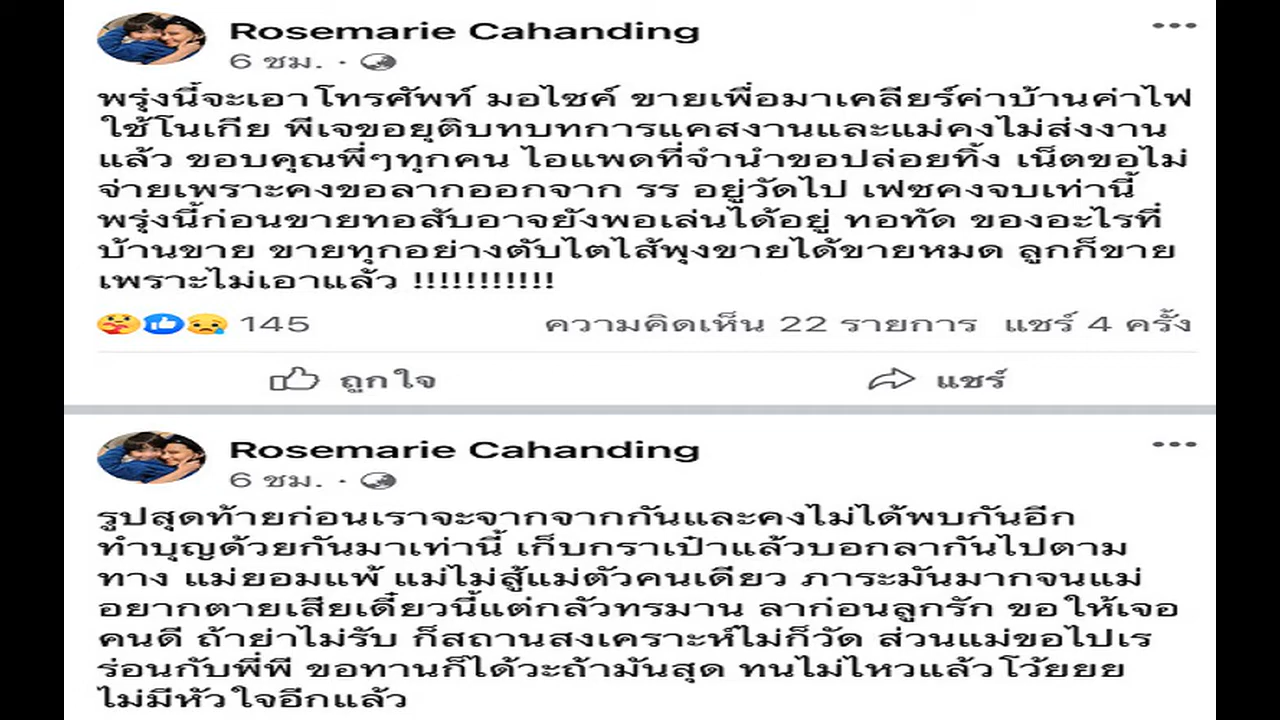 Rosemarie Cahanding
6 ชม. ·
พรุ่งนี้จะเอาโทรศัพท์ มอไซค์ ขายเพื่อมาเคลียร์ค่าบ้านค่าไฟ
ใช้โนเกีย พีเจขอยุติบทบทการแคสงานและแม่คงไม่ส่งงาน
แล้ว ขอบคุณพี่ๆทุกคน ไอแพดที่จำนำขอปล่อยทิ้ง เน็ตขอไม่
จ่ายเพราะคงขอลากออกจาก รร อยู่วัดไป เฟซคงจบเท่านี้
พรุ่งนี้ก่อนขายทอสับอาจยังพอเล่นได้อยู่ ทอทัด ของอะไรที่
บ้านขาย ขายทุกอย่างตับไตไส้พุงขายได้ขายหมด ลูกก็ขาย
เพราะไม่เอาแล้ว !!!!!!!!!!!!
145
ความคิดเห็น 22 รายการ แชร์ 4 ครั้ง
ถูกใจ
แชร์
Rosemarie Cahanding
6 ชม. ·
รูปสุดท้ายก่อนเราจะจากจากกันและคงไม่ได้พบกันอีก
ทำบุญด้วยกันมาเท่านี้ เก็บกราเป๋าแล้วบอกลากันไปตาม
ทาง แม่ยอมแพ้ แม่ไม่สู้แม่ตัวคนเดียว ภาระมันมากจนแม่
อยากตายเสียเดี๋ยวนี้แต่กลัวทรมาน ลาก่อนลูกรัก ขอให้เจอ
คนดี ถ้าย่าไม่รับ ก็สถานสงเคราะห์ไม่ก็วัด ส่วนแม่ขอไปเร
ร่อนกับพี่พี ขอทานก็ได้วะถ้ามันสุด ทนไม่ไหวแล้วโว้ยยย
ไม่มีหัวใจอีกแล้ว